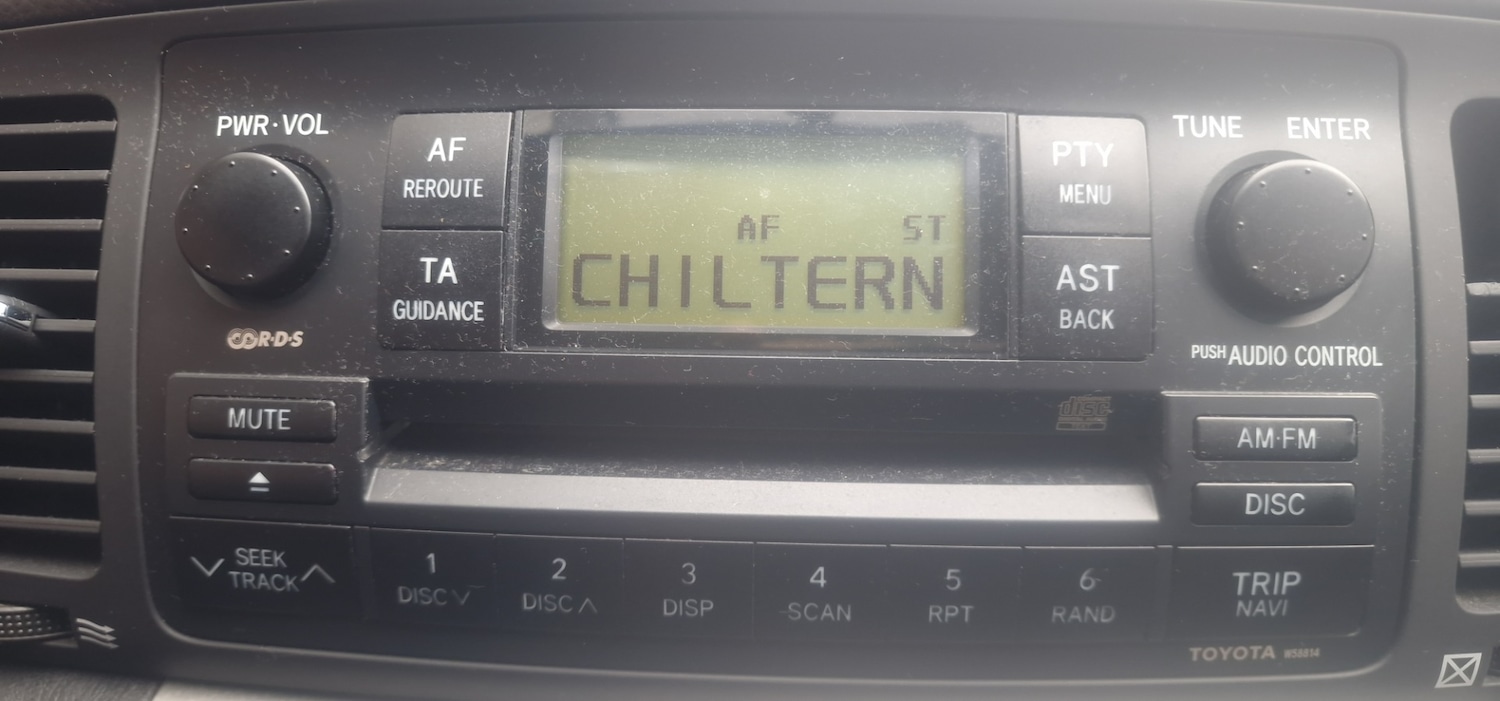 PWR·VOL
AF
REROUTE
TA
GUIDANCE
AF ST
CHILTERN
PTY
MENU
AST
BACK
TUNE ENTER
PUSH AUDIO CONTROL
R·D·S
MUTE
disc
AM·FM
DISC
SEEK
TRACK
1
DISC
2
DISC
3
DISP
4
SCAN
5
RPT
6
RAND
TRIP
NAVI
TOYOTA W58814